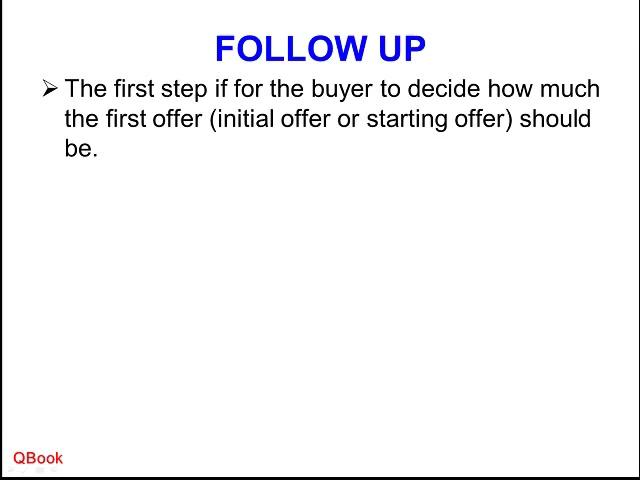 FOLLOW UP
➢ The first step if for the buyer to decide how much
the first offer (initial offer or starting offer) should
be.
QBook